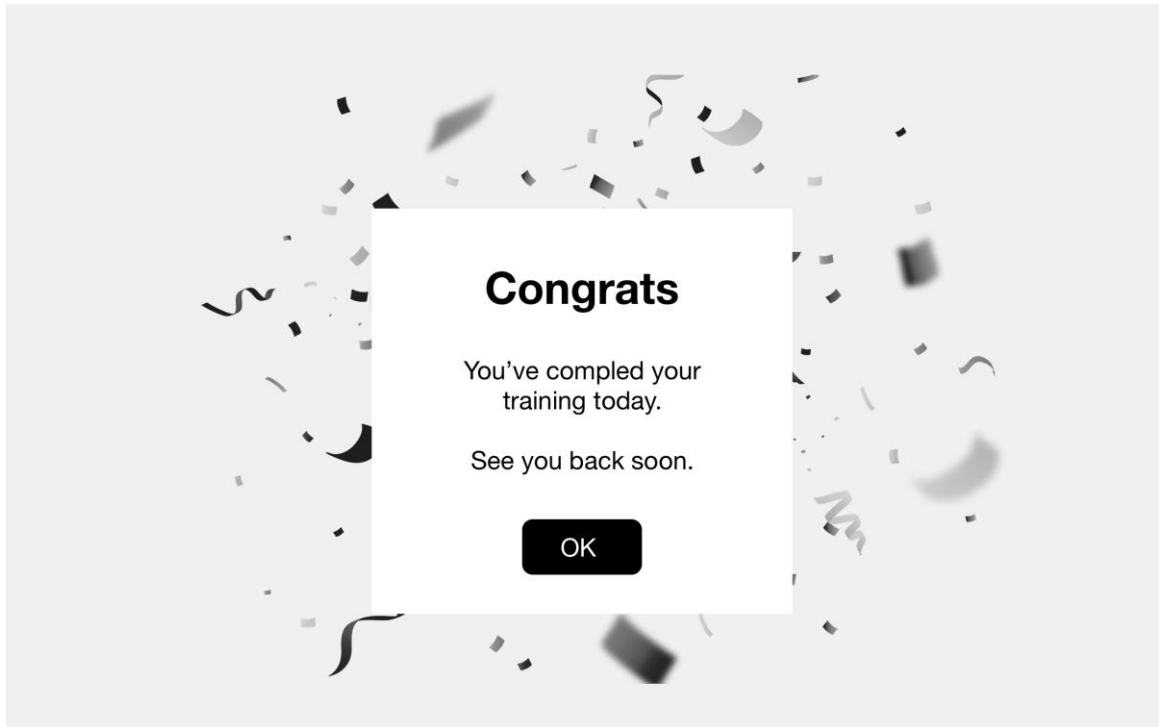 Congrats
You’ve compled your
training today.
See you back soon.
OK